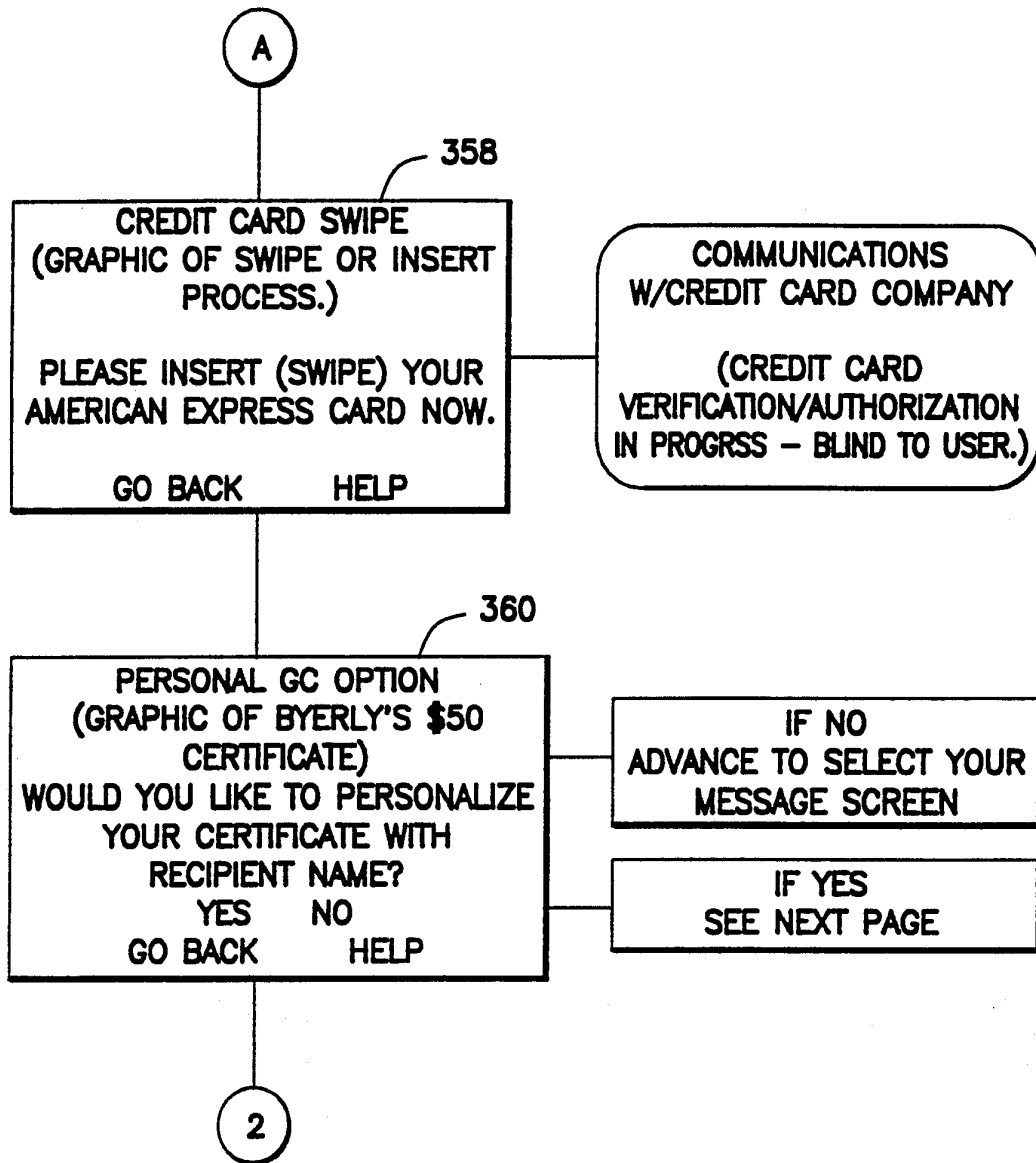 A
358
CREDIT CARD SWIPE
(GRAPHIC OF SWIPE OR INSERT
PROCESS.)
PLEASE INSERT (SWIPE) YOUR
AMERICAN EXPRESS CARD NOW.
GO BACK HELP
COMMUNICATIONS
W/CREDIT CARD COMPANY
(CREDIT CARD
VERIFICATION/AUTHORIZATION
IN PROGRSS – BLIND TO USER.)
360
PERSONAL GC OPTION
(GRAPHIC OF BYERLY'S $50
CERTIFICATE)
WOULD YOU LIKE TO PERSONALIZE
YOUR CERTIFICATE WITH
RECIPIENT NAME?
YES NO
GO BACK HELP
IF NO
ADVANCE TO SELECT YOUR
MESSAGE SCREEN
IF YES
SEE NEXT PAGE
2